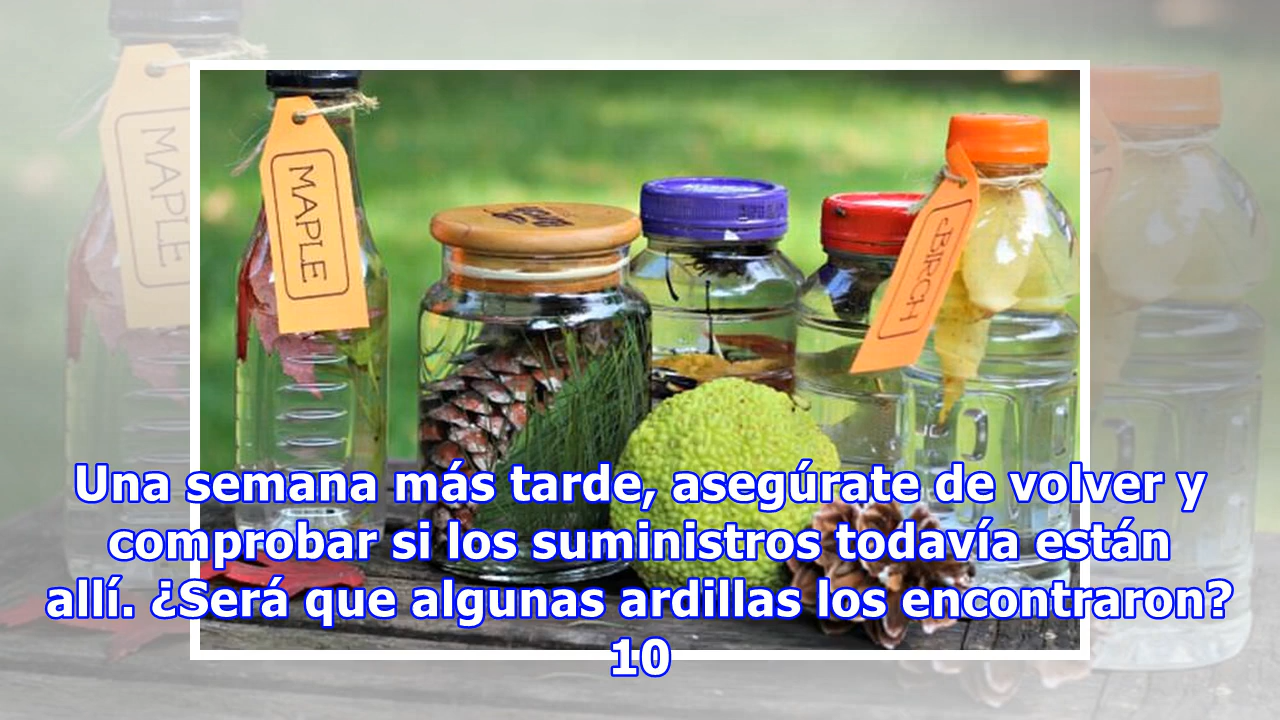 MAPLE
BIRCH
Una semana más tarde, asegúrate de volver y
comprobar si los suministros todavía están
allí. ¿Será que algunas ardillas los encontraron?
10